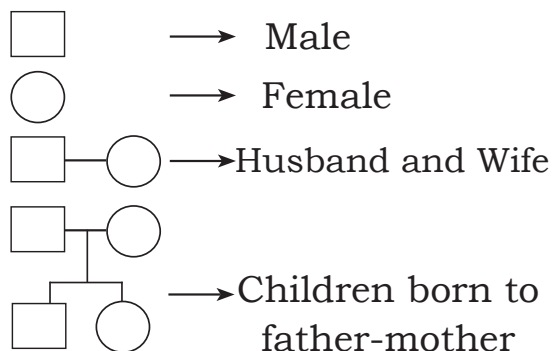 Male
Female
Husband and Wife
Children born to
father-mother